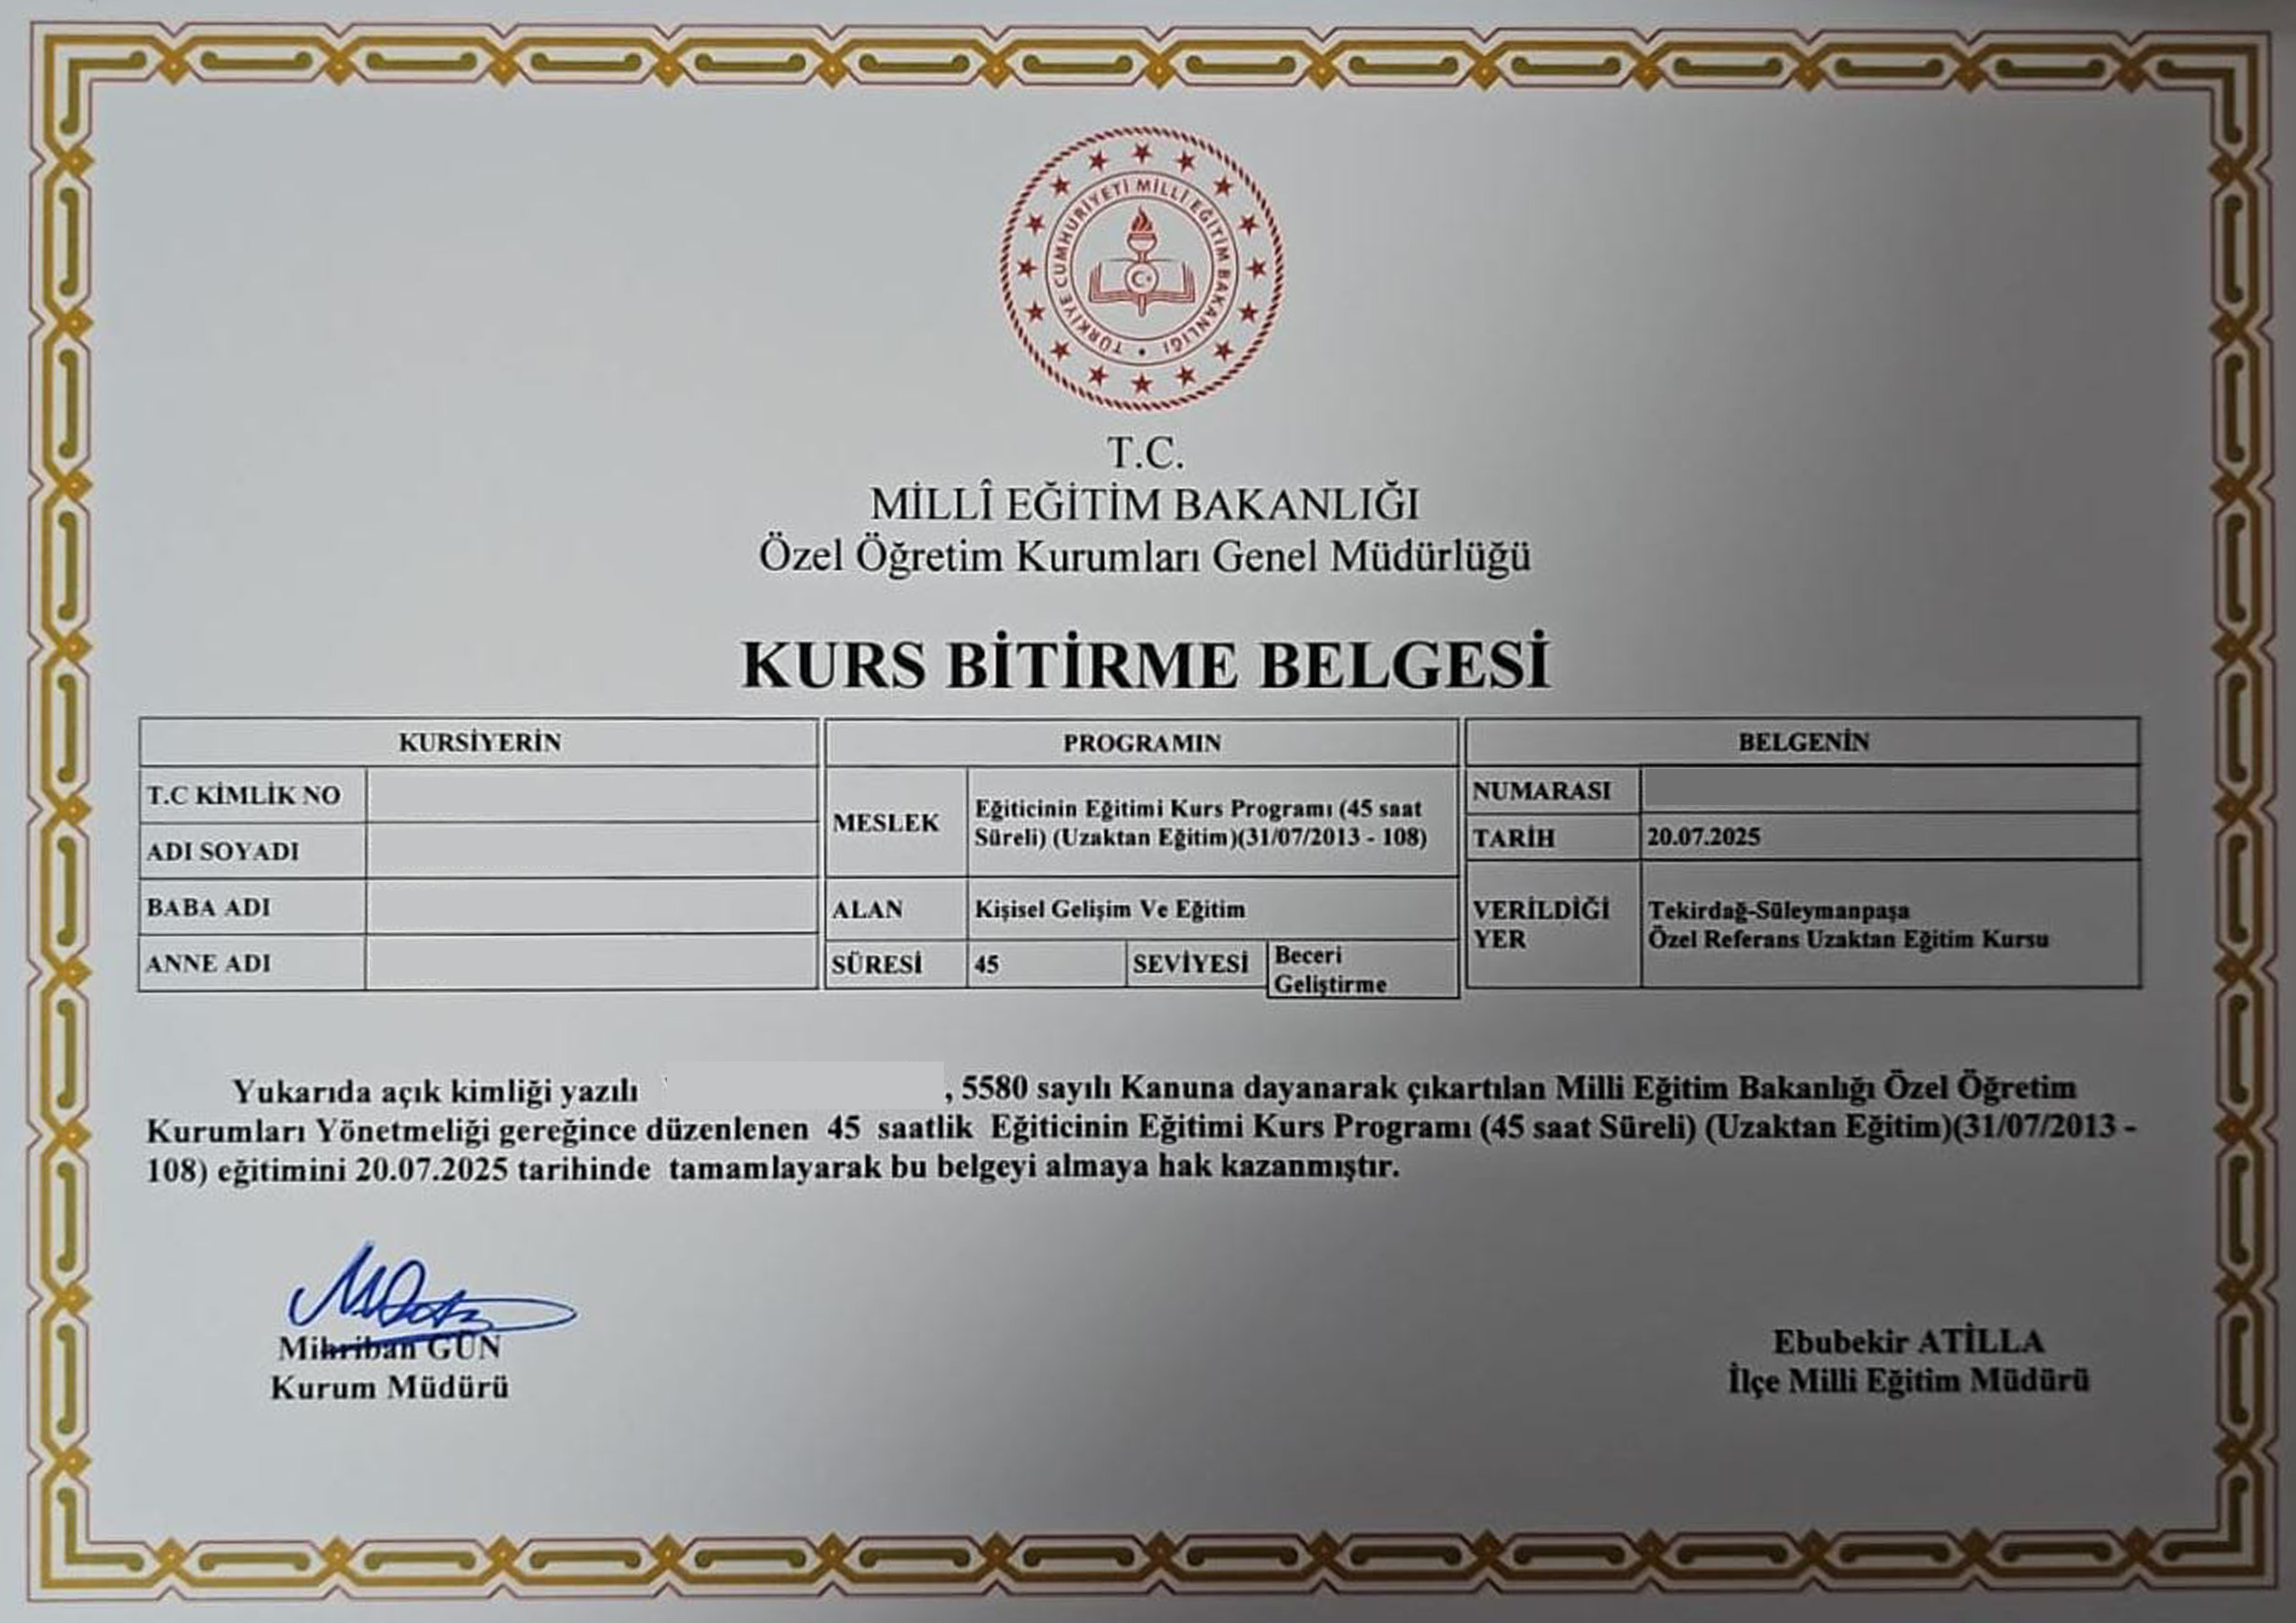 TÜRKİYE CUMHURİYETİ MİLLÎ EĞİTİM BAKANLIĞI
T.C.
MİLLÎ EĞİTİM BAKANLIĞI
Özel Öğretim Kurumları Genel Müdürlüğü
KURS BİTİRME BELGESİ
KURSİYERİN
T.C KİMLİK NO
ADI SOYADI
BABA ADI
ANNE ADI
PROGRAMIN
MESLEK
Eğiticinin Eğitimi Kurs Programı (45 saat
Süreli) (Uzaktan Eğitim)(31/07/2013 - 108)
ALAN
Kişisel Gelişim Ve Eğitim
SÜRESİ
45
SEVİYESİ
Beceri
Geliştirme
BELGENİN
NUMARASI
TARİH
20.07.2025
VERİLDİĞİ
YER
Tekirdağ-Süleymanpaşa
Özel Referans Uzaktan Eğitim Kursu
Yukarıda açık kimliği yazılı , 5580 sayılı Kanuna dayanarak çıkartılan Milli Eğitim Bakanlığı Özel Öğretim
Kurumları Yönetmeliği gereğince düzenlenen 45 saatlik Eğiticinin Eğitimi Kurs Programı (45 saat Süreli) (Uzaktan Eğitim)(31/07/2013 -
108) eğitimini 20.07.2025 tarihinde tamamlayarak bu belgeyi almaya hak kazanmıştır.
Mihriban GÜN
Kurum Müdürü
Ebubekir ATİLLA
İlçe Milli Eğitim Müdürü